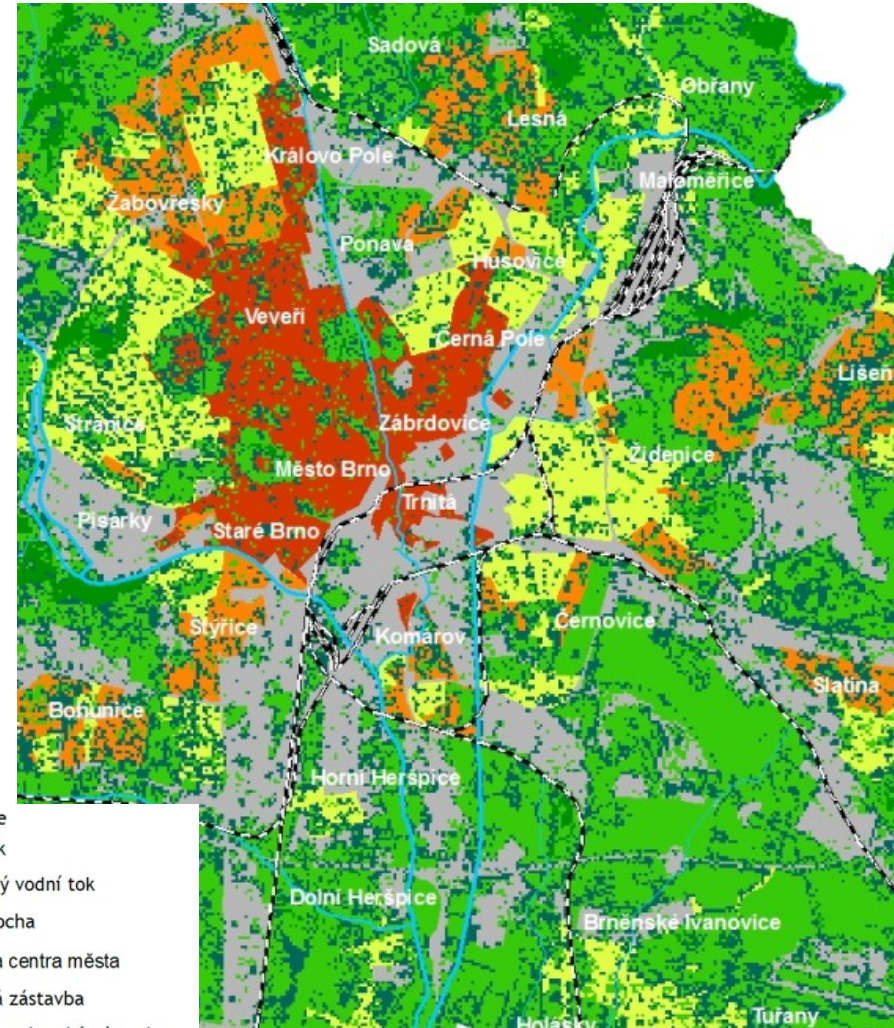 Sadová
Obřany
Lesná
Královo Pole
Maloměřice
Žabovřesky
Ponava
Husovice
Veveří
Černá Pole
Líšeň
Stránice
Zábrdovice
Židenice
Město Brno
Trnitá
Pisárky
Staré Brno
Štýřice
Komárov
Černovice
Slatina
Bohunice
Horní Heršpice
ý vodní tok
centra města
zástavba
Dolní Heršpice
Brněnské Ivanovice
Holásky
Tuřany